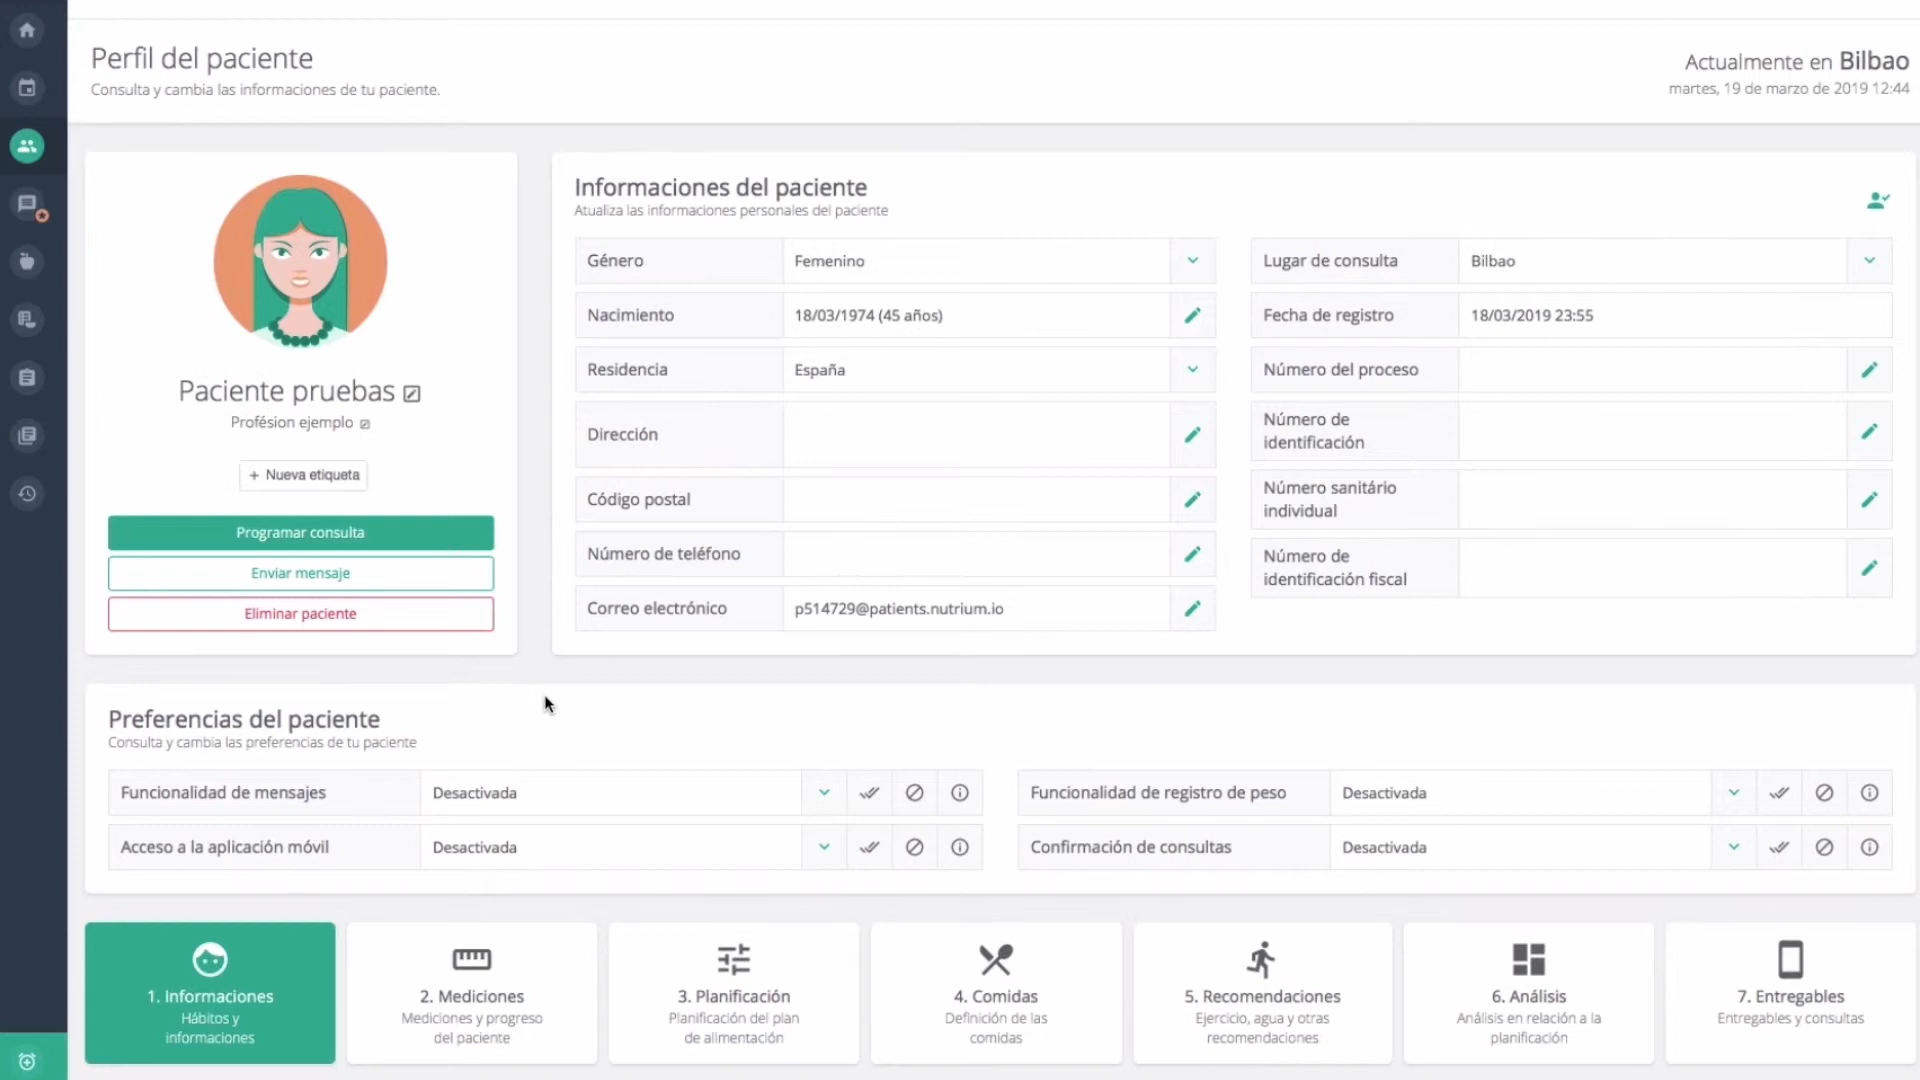 Perfil del paciente
Consulta y cambia las informaciones de tu paciente.
Actualmente en Bilbao
martes, 19 de marzo de 2019 12:44
Paciente pruebas
Profésion ejemplo
+ Nueva etiqueta
Programar consulta
Enviar mensaje
Eliminar paciente
Informaciones del paciente
Atualiza las informaciones personales del paciente
Género Femenino
Nacimiento 18/03/1974 (45 años)
Residencia España
Dirección
Código postal
Número de teléfono
Correo electrónico p514729@patients.nutrium.io
Lugar de consulta Bilbao
Fecha de registro 18/03/2019 23:55
Número del proceso
Número de
identificación
Número sanitário
individual
Número de
identificación fiscal
Preferencias del paciente
Consulta y cambia las preferencias de tu paciente
Funcionalidad de mensajes Desactivada
Funcionalidad de registro de peso Desactivada
Acceso a la aplicación móvil Desactivada
Confirmación de consultas Desactivada
1. Informaciones
Hábitos y
informaciones
2. Mediciones
Mediciones y progreso
del paciente
3. Planificación
Planificación del plan
de alimentación
4. Comidas
Definición de las
comidas
5. Recomendaciones
Ejercicio, agua y otras
recomendaciones
6. Análisis
Análisis en relación a la
planificación
7. Entregables
Entregables y consultas